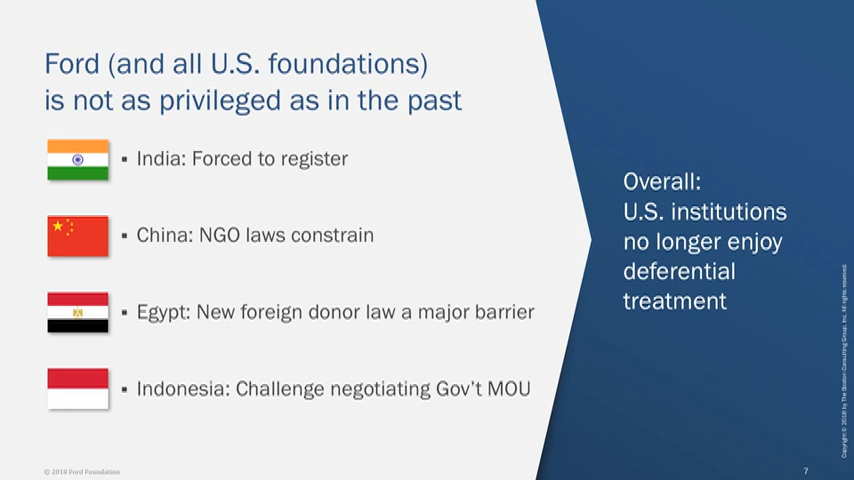 Ford (and all U.S. foundations)
is not as privileged as in the past
▪ India: Forced to register
▪ China: NGO laws constrain
▪ Egypt: New foreign donor law a major barrier
▪ Indonesia: Challenge negotiating Gov't MOU
Overall:
U.S. institutions
no longer enjoy
deferential
treatment
Copyright © 2018 by The Boston Consulting Group, Inc. All rights reserved.
© 2018 Ford Foundation
7